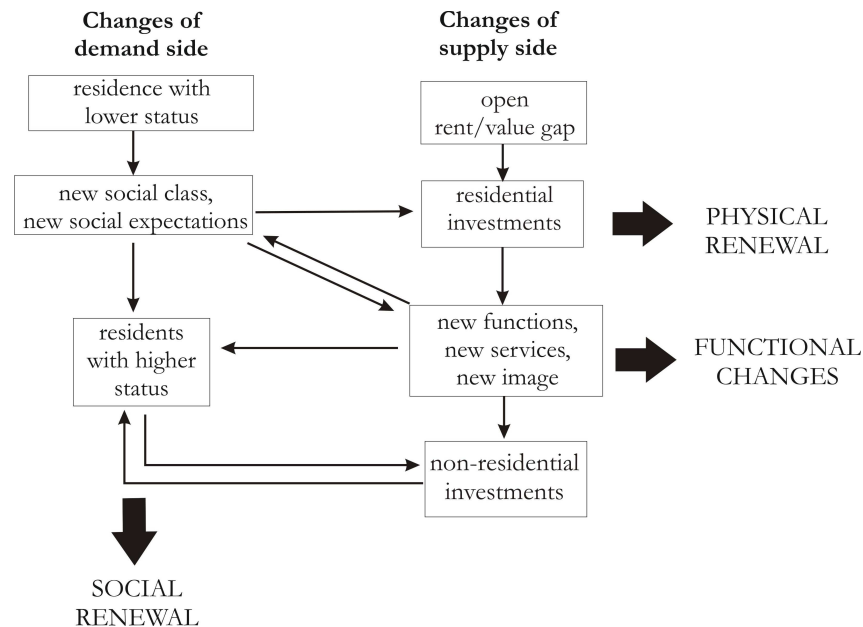 Changes of
demand side
Changes of
supply side
residence with
lower status
open
rent/value gap
new social class,
new social expectations
residential
investments
PHYSICAL
RENEWAL
residents
with higher
status
new functions,
new services,
new image
FUNCTIONAL
CHANGES
non-residential
investments
SOCIAL
RENEWAL